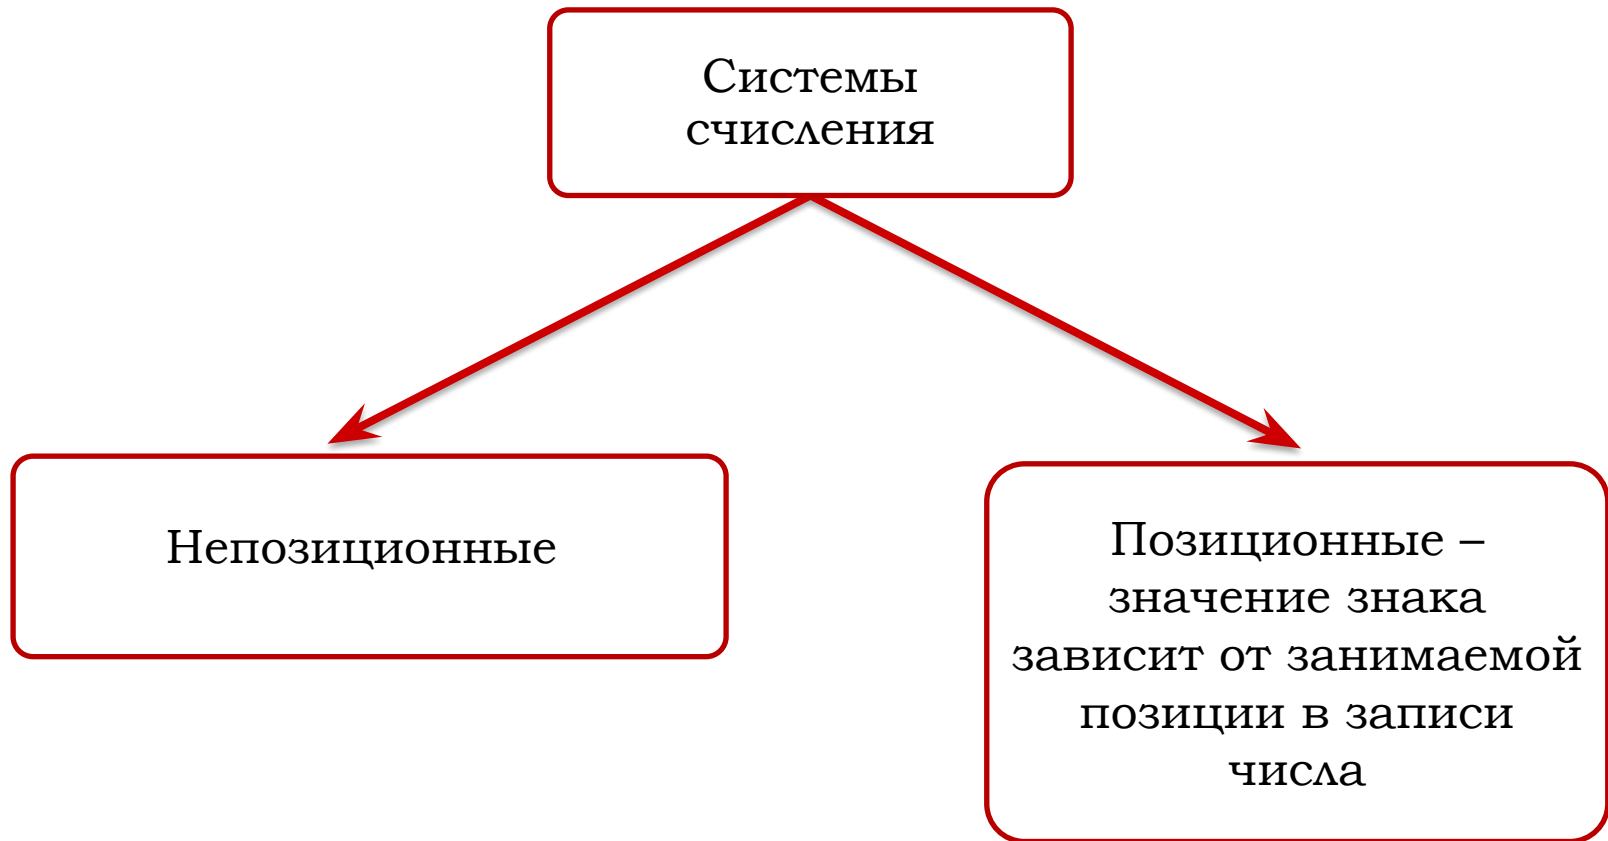 Системы
счисления
Непозиционные
Позиционные –
значение знака
зависит от занимаемой
позиции в записи
числа